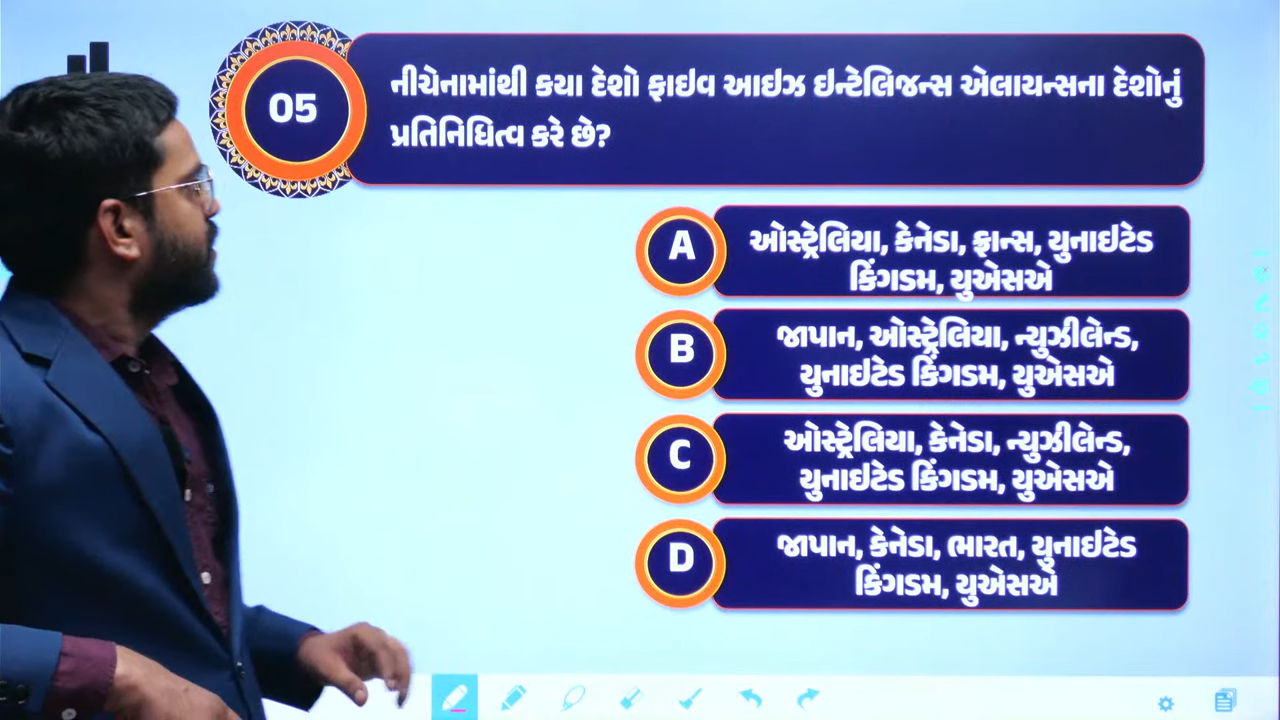 05
નીચેનામાંથી કયા દેશો ફાઇવ આઇઝ ઇન્ટેલિજન્સ એલાયન્સના દેશોનું
પ્રતિનિધિત્વ કરે છે?
A
ઓસ્ટ્રેલિયા, કેનેડા, ફ્રાન્સ, યુનાઇટેડ
કિંગડમ, યુએસએ
B
જાપાન, ઓસ્ટ્રેલિયા, ન્યુઝીલેન્ડ,
યુનાઇટેડ કિંગડમ, યુએસએ
C
ઓસ્ટ્રેલિયા, કેનેડા, ન્યુઝીલેન્ડ,
યુનાઇટેડ કિંગડમ, યુએસએ
D
જાપાન, કેનેડા, ભારત, યુનાઇટેડ
કિંગડમ, યુએસએ